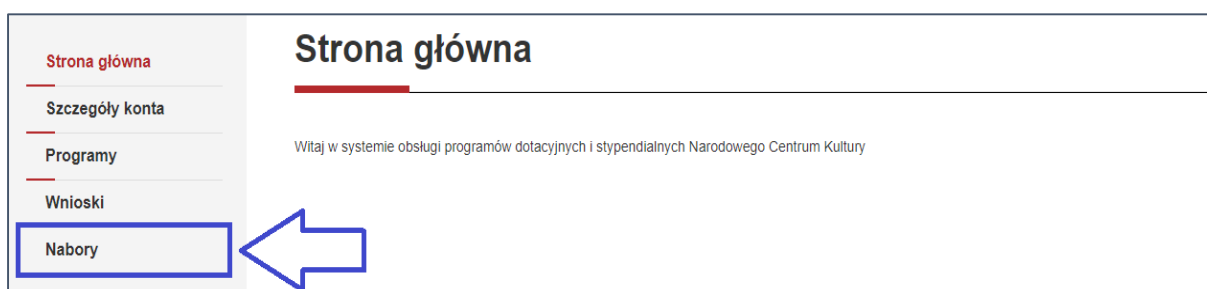 Strona główna
Szczegóły konta
Programy
Wnioski
Nabory
Strona główna
Witaj w systemie obsługi programów dotacyjnych i stypendialnych Narodowego Centrum Kultury